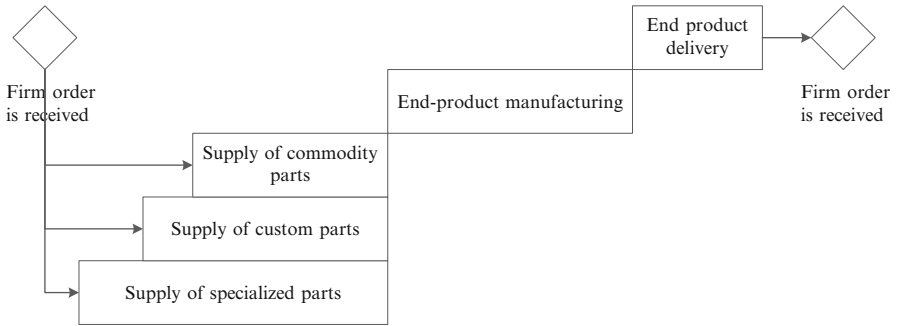 End product
delivery
Firm order
is received
End-product manufacturing
Firm order
is received
Supply of commodity
parts
Supply of custom parts
Supply of specialized parts